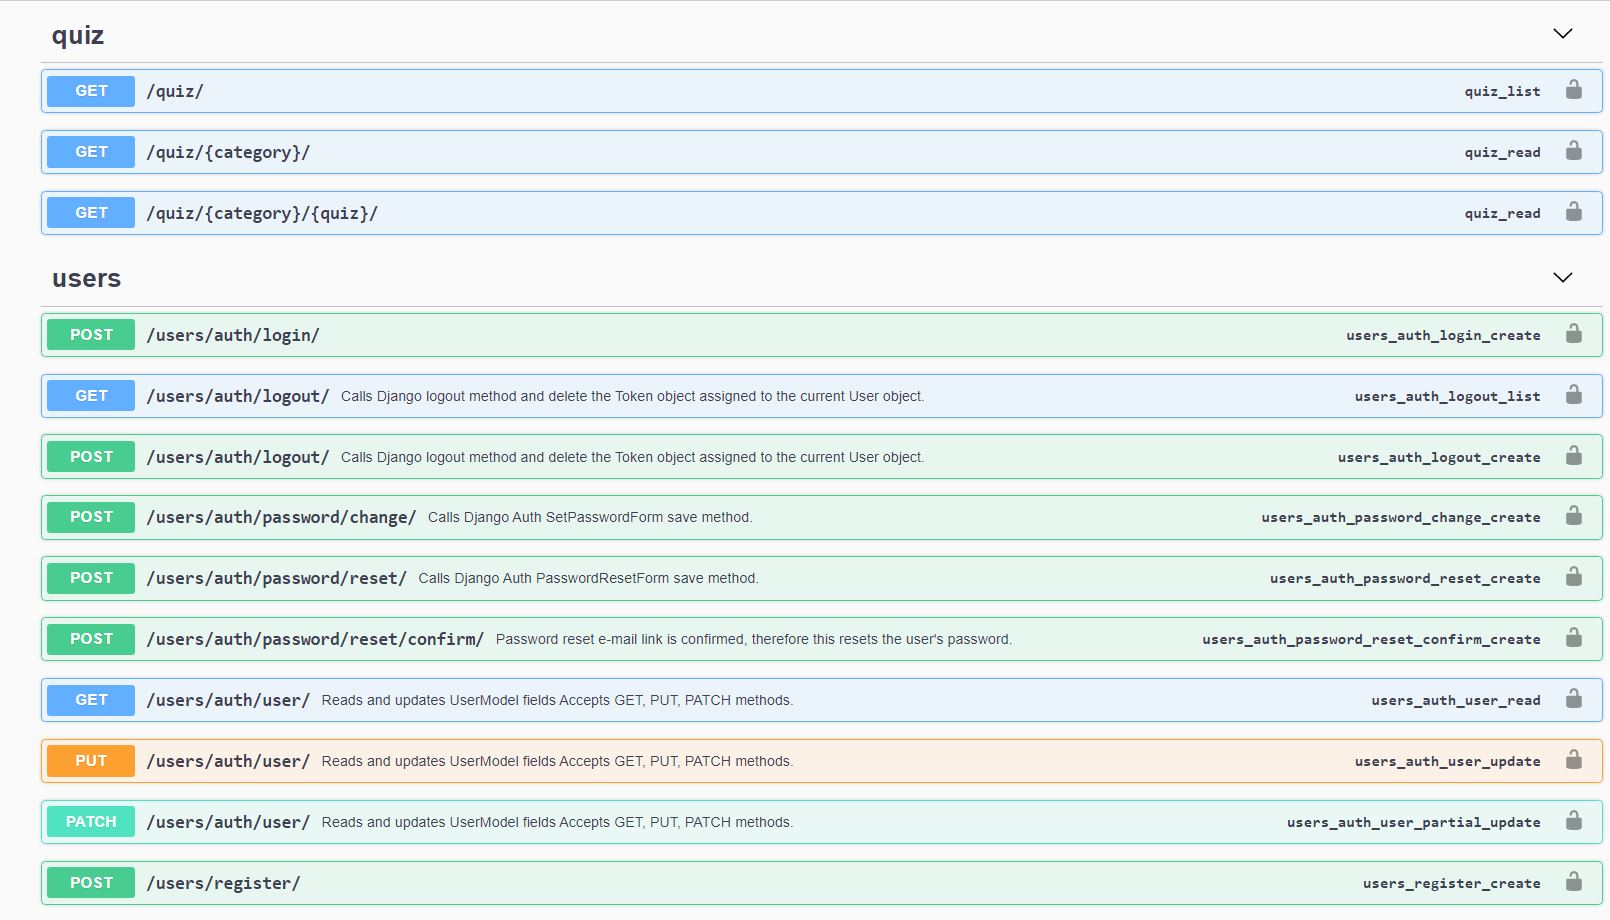 quiz
GET /quiz/ quiz_list
GET /quiz/{category}/ quiz_read
GET /quiz/{category}/{quiz}/ quiz_read
users
POST /users/auth/login/ users_auth_login_create
GET /users/auth/logout/ Calls Django logout method and delete the Token object assigned to the current User object. users_auth_logout_list
POST /users/auth/logout/ Calls Django logout method and delete the Token object assigned to the current User object. users_auth_logout_create
POST /users/auth/password/change/ Calls Django Auth SetPasswordForm save method. users_auth_password_change_create
POST /users/auth/password/reset/ Calls Django Auth PasswordResetForm save method. users_auth_password_reset_create
POST /users/auth/password/reset/confirm/ Password reset e-mail link is confirmed, therefore this resets the user's password. users_auth_password_reset_confirm_create
GET /users/auth/user/ Reads and updates UserModel fields Accepts GET, PUT, PATCH methods. users_auth_user_read
PUT /users/auth/user/ Reads and updates UserModel fields Accepts GET, PUT, PATCH methods. users_auth_user_update
PATCH /users/auth/user/ Reads and updates UserModel fields Accepts GET, PUT, PATCH methods. users_auth_user_partial_update
POST /users/register/ users_register_create